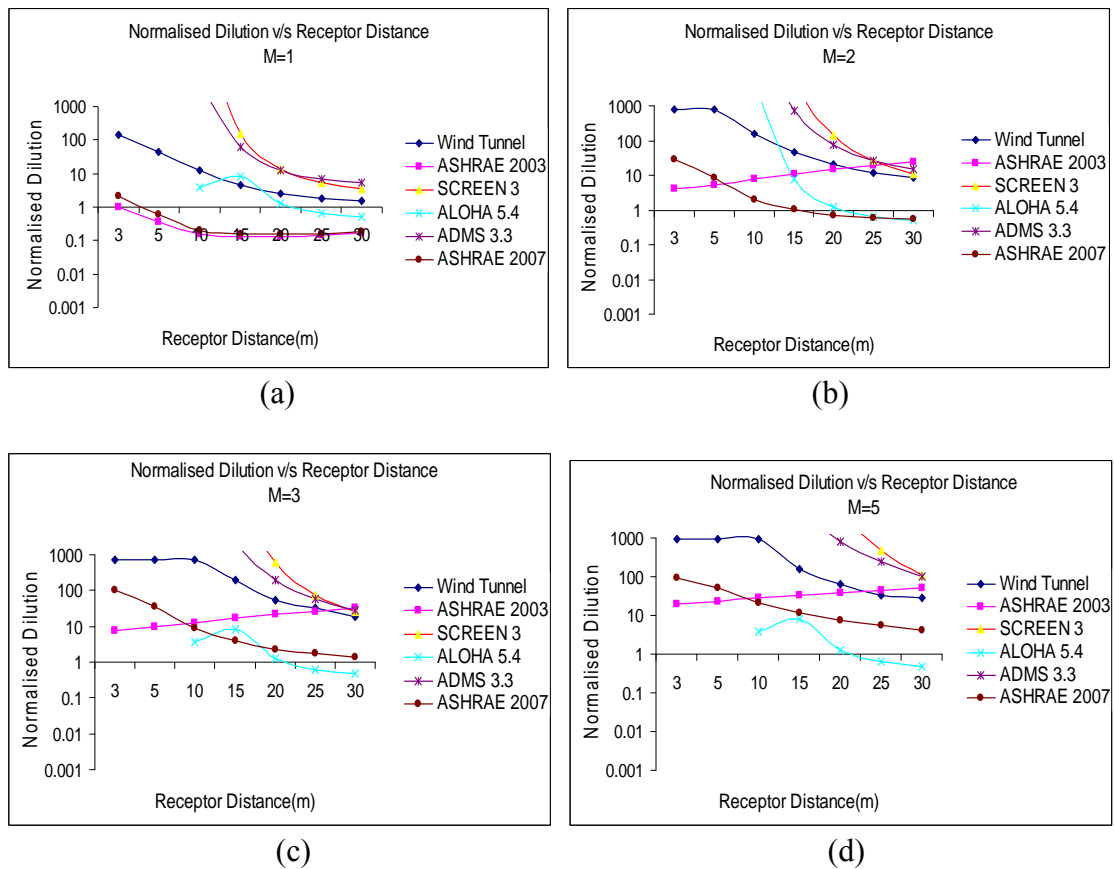 Normalised Dilution v/s Receptor Distance
M=1
1000
100
10
1
0.1
0.01
0.001
3 5 10 15 20 25 30
Normalised Dilution
Receptor Distance(m)
Wind Tunnel
ASHRAE 2003
SCREEN 3
ALOHA 5.4
ADMS 3.3
ASHRAE 2007
(a)
Normalised Dilution v/s Receptor Distance
M=2
1000
100
10
1
0.1
0.01
0.001
3 5 10 15 20 25 30
Normalised Dilution
Receptor Distance(m)
Wind Tunnel
ASHRAE 2003
SCREEN 3
ALOHA 5.4
ADMS 3.3
ASHRAE 2007
(b)
Normalised Dilution v/s Receptor Distance
M=3
1000
100
10
1
0.1
0.01
0.001
3 5 10 15 20 25 30
Normalised Dilution
Receptor Distance(m)
Wind Tunnel
ASHRAE 2003
SCREEN 3
ALOHA 5.4
ADMS 3.3
ASHRAE 2007
(c)
Normalised Dilution v/s Receptor Distance
M=5
1000
100
10
1
0.1
0.01
0.001
3 5 10 15 20 25 30
Normalised Dilution
Receptor Distance(m)
Wind Tunnel
ASHRAE 2003
SCREEN 3
ALOHA 5.4
ADMS 3.3
ASHRAE 2007
(d)